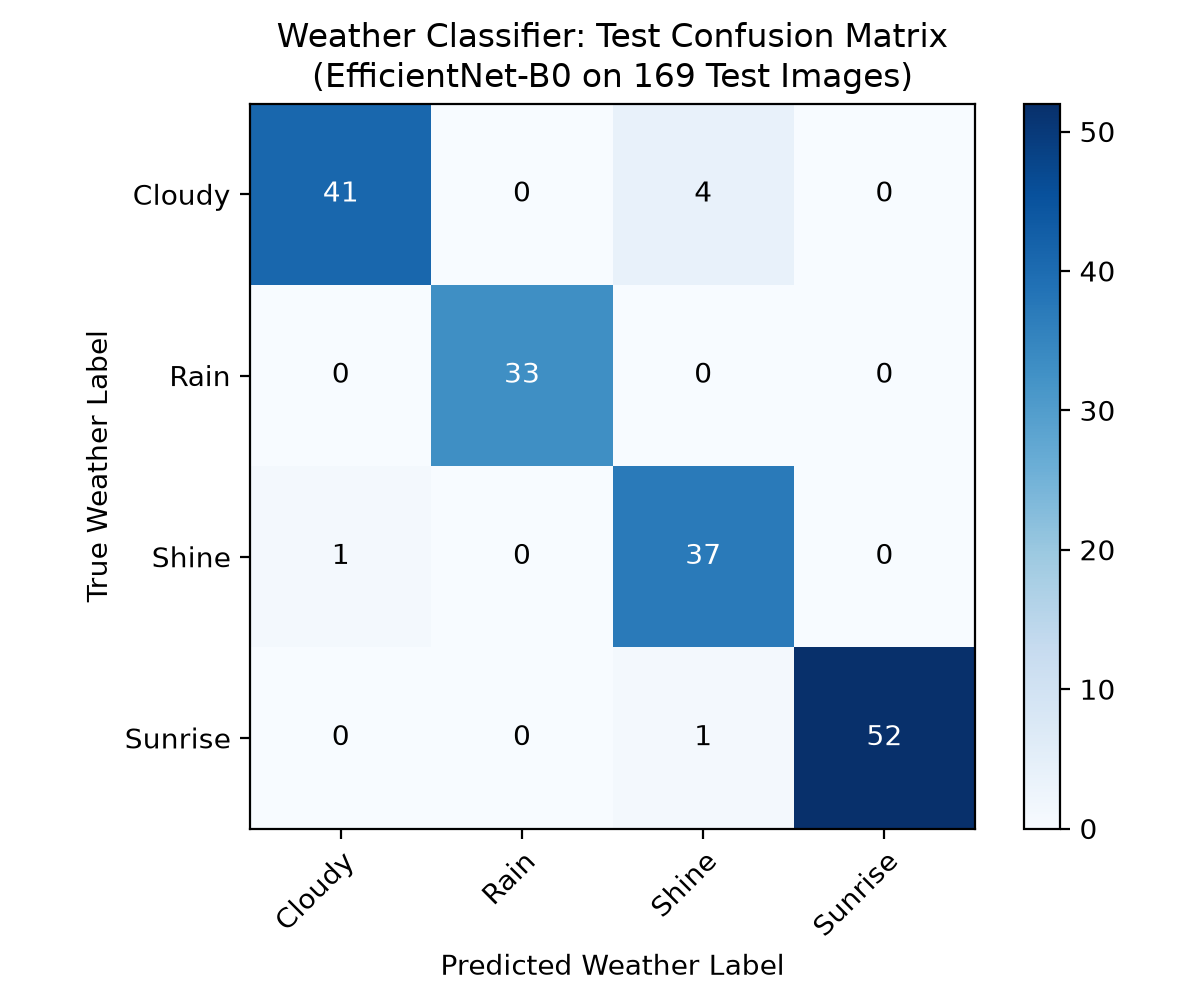 Weather Classifier: Test Confusion Matrix
(EfficientNet-B0 on 169 Test Images)
True Weather Label
Cloudy 41 0 4 0
Rain 0 33 0 0
Shine 1 0 37 0
Sunrise 0 0 1 52
Cloudy Rain Shine Sunrise
Predicted Weather Label
50
40
30
20
10
0